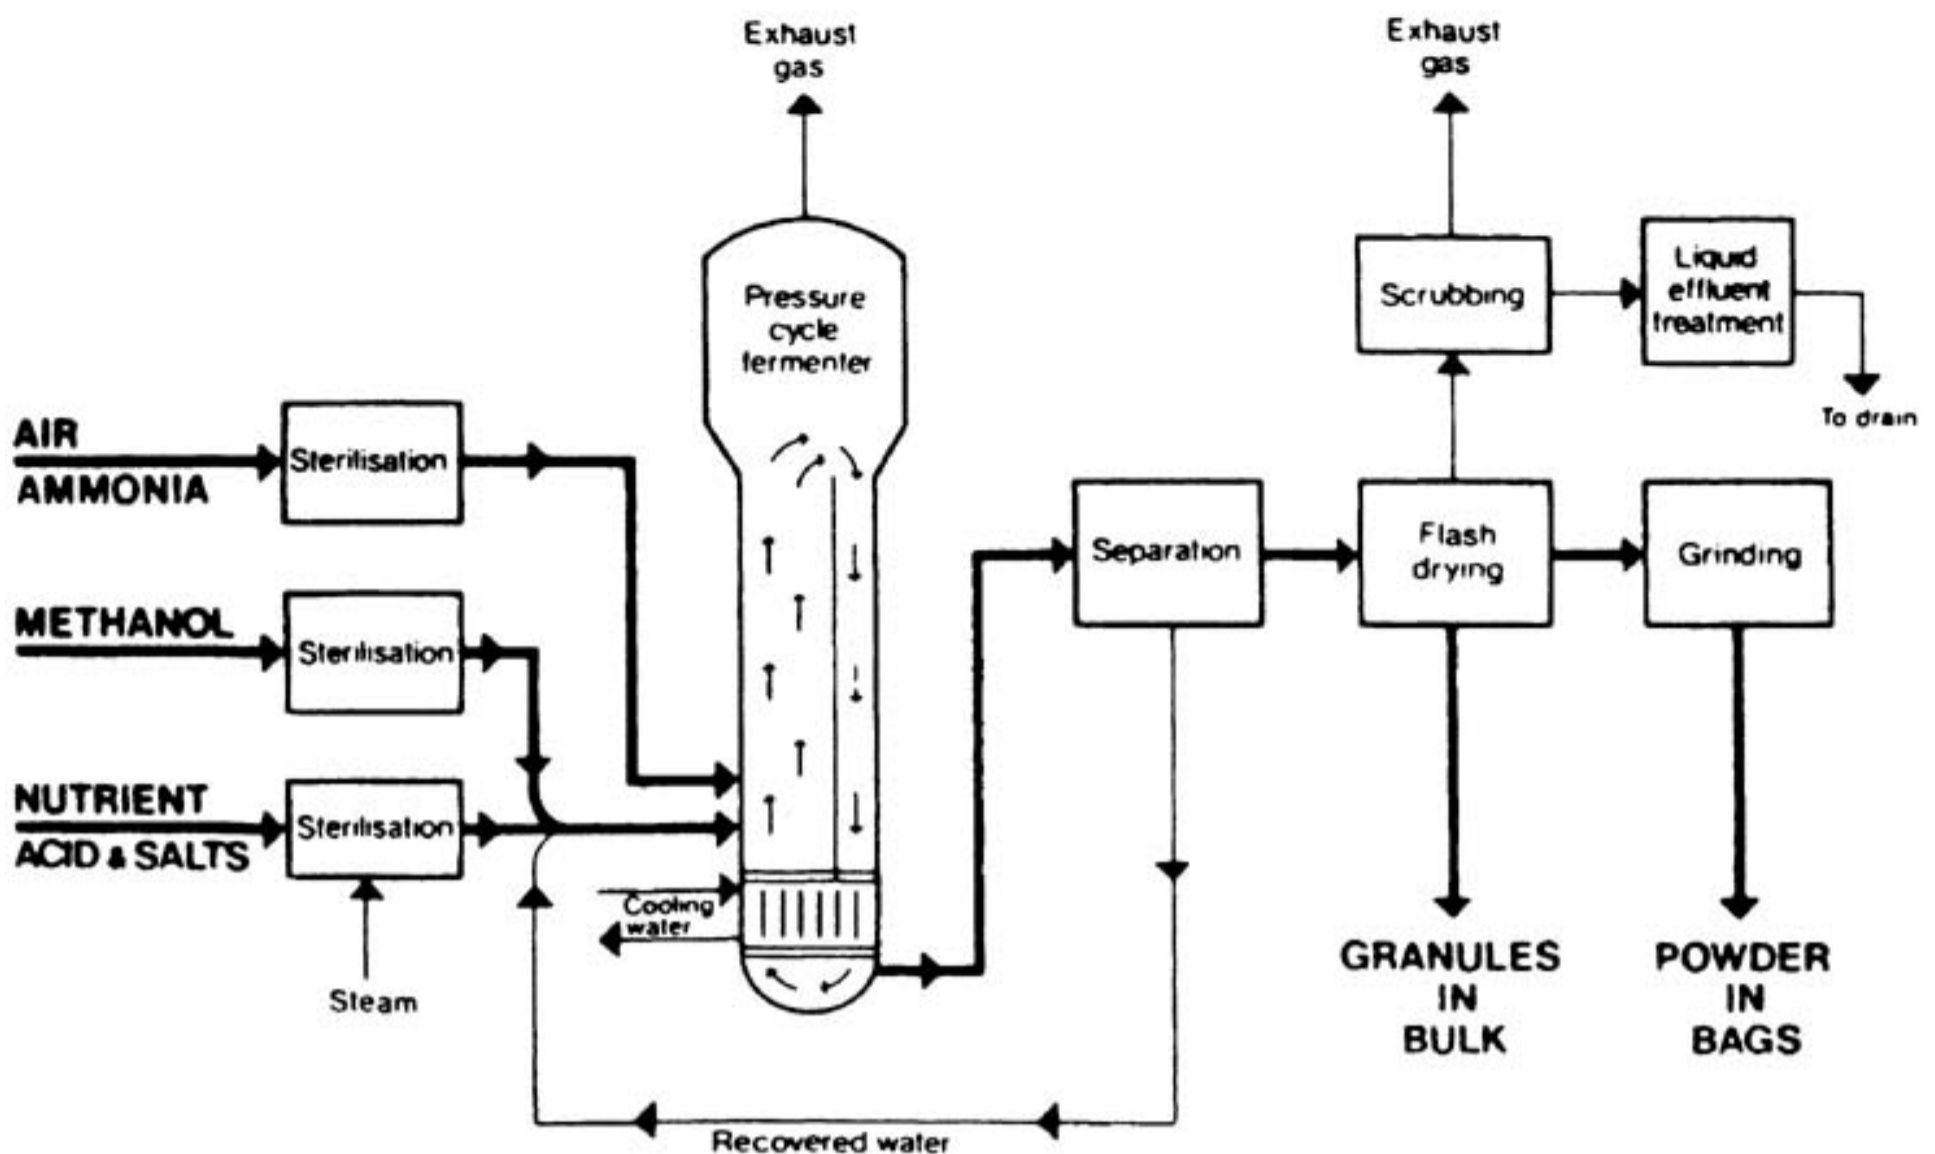 Exhaust
gas
Exhaust
gas
Pressure
cycle
fermenter
Scrubbing
Liquid
effluent
treatment
To drain
AIR
AMMONIA
Sterilisation
METHANOL
Sterilisation
NUTRIENT
ACID & SALTS
Sterilisation
Steam
Cooling
water
Separation
Flash
drying
Grinding
GRANULES
IN
BULK
POWDER
IN
BAGS
Recovered water